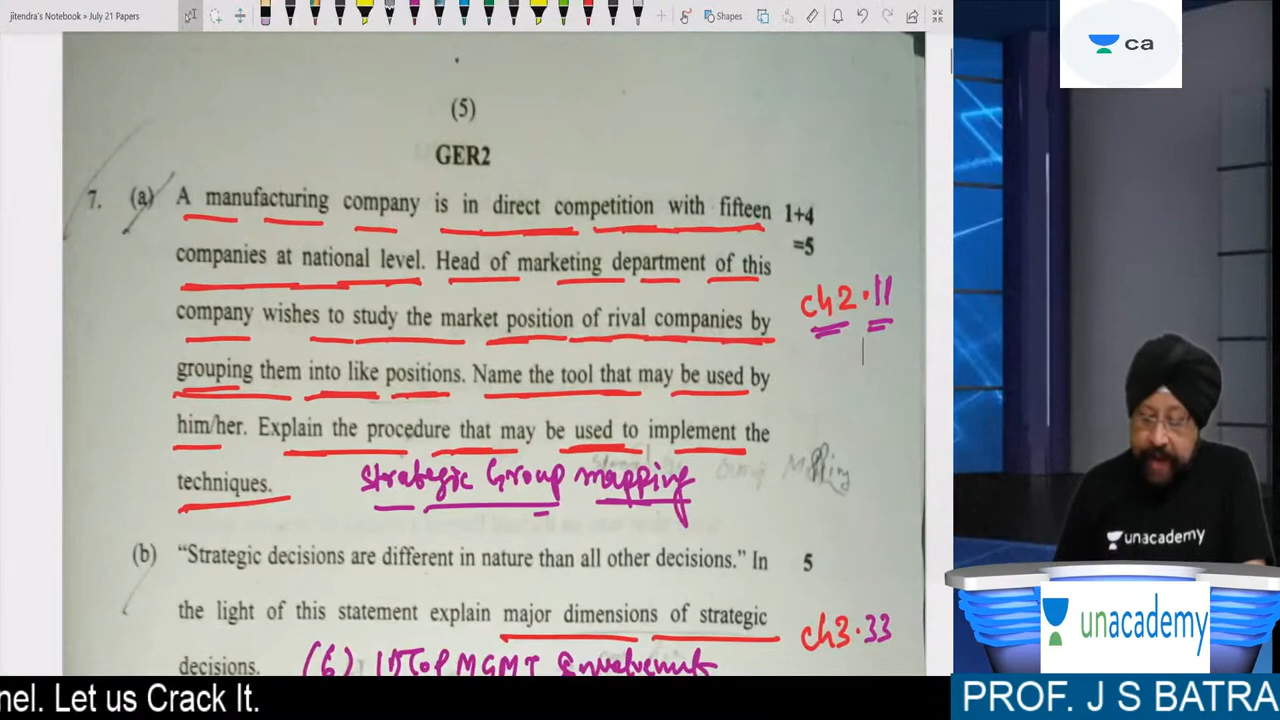 jitendra's Notebook » July 21 Papers
Shapes
ca
(5)
GER2
7. (a) A manufacturing company is in direct competition with fifteen 1+4
companies at national level. Head of marketing department of this =5
company wishes to study the market position of rival companies by ch2.11
grouping them into like positions. Name the tool that may be used by
him/her. Explain the procedure that may be used to implement the
techniques. Strategic Group mapping
(b) "Strategic decisions are different in nature than all other decisions." In 5
the light of this statement explain major dimensions of strategic ch3.33
decisions. (6) MGMT
unacademy
unacademy
nel. Let us Crack It.
PROF. J S BATRA